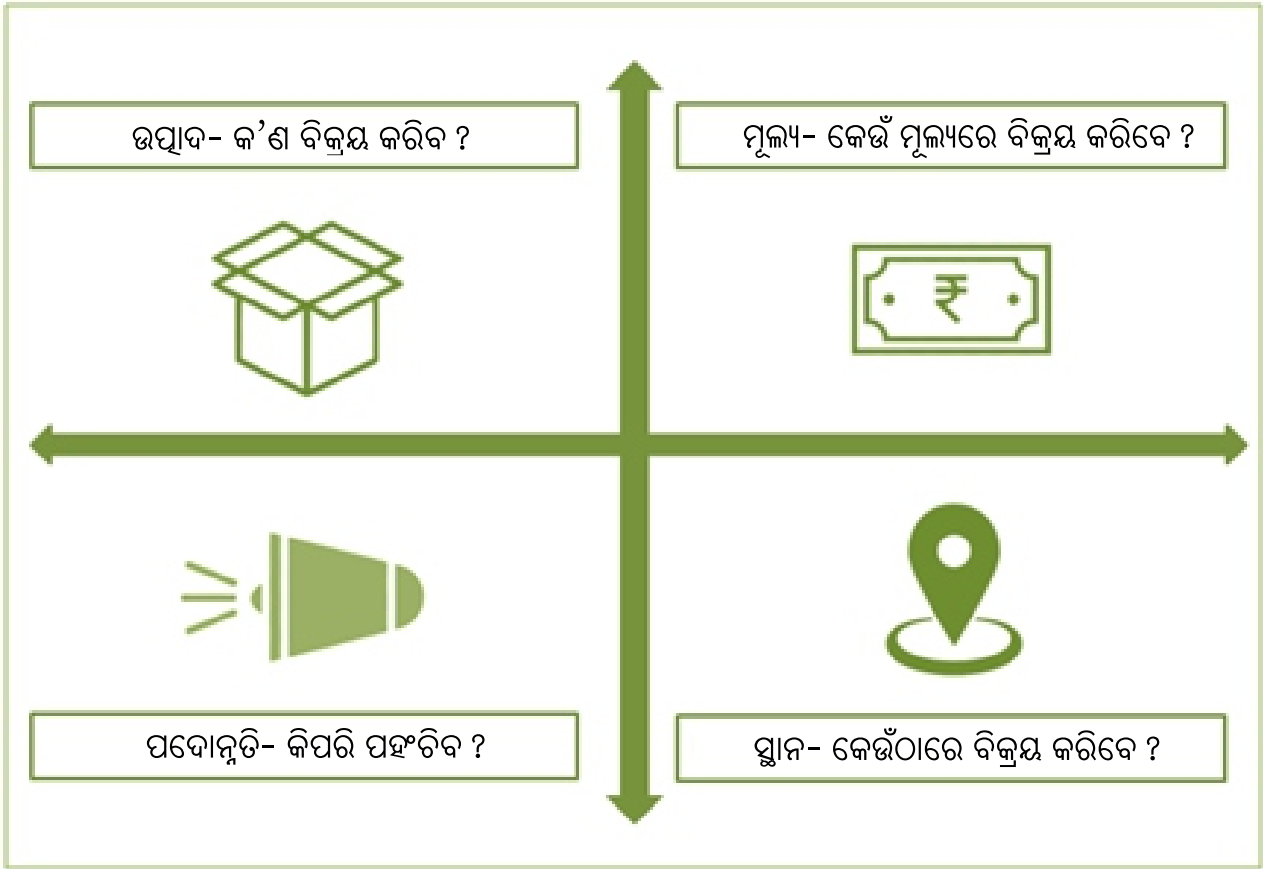 ଉତ୍ପାଦ- କ’ଣ ବିକ୍ରୟ କରିବ ?
ମୂଲ୍ୟ- କେଉଁ ମୂଲ୍ୟରେ ବିକ୍ରୟ କରିବେ ?
₹
ପଦୋନ୍ନତି- କିପରି ପହଂଚିବ ?
ସ୍ଥାନ- କେଉଁଠାରେ ବିକ୍ରୟ କରିବେ ?